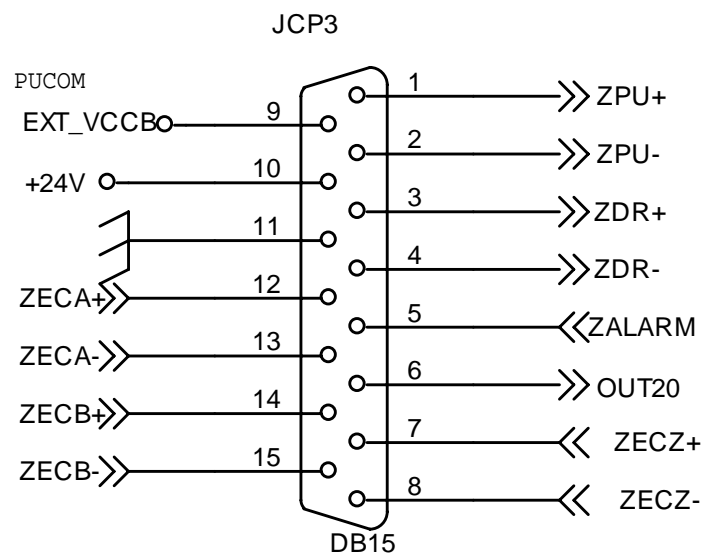 JCP3
PUCOM
1 ZPU+
EXT_VCCB 9
2 ZPU-
+24V 10
3 ZDR+
11
4 ZDR-
ZECA+ 12
5 ZALARM
ZECA- 13
6 OUT20
ZECB+ 14
7 ZECZ+
ZECB- 15
8 ZECZ-
DB15